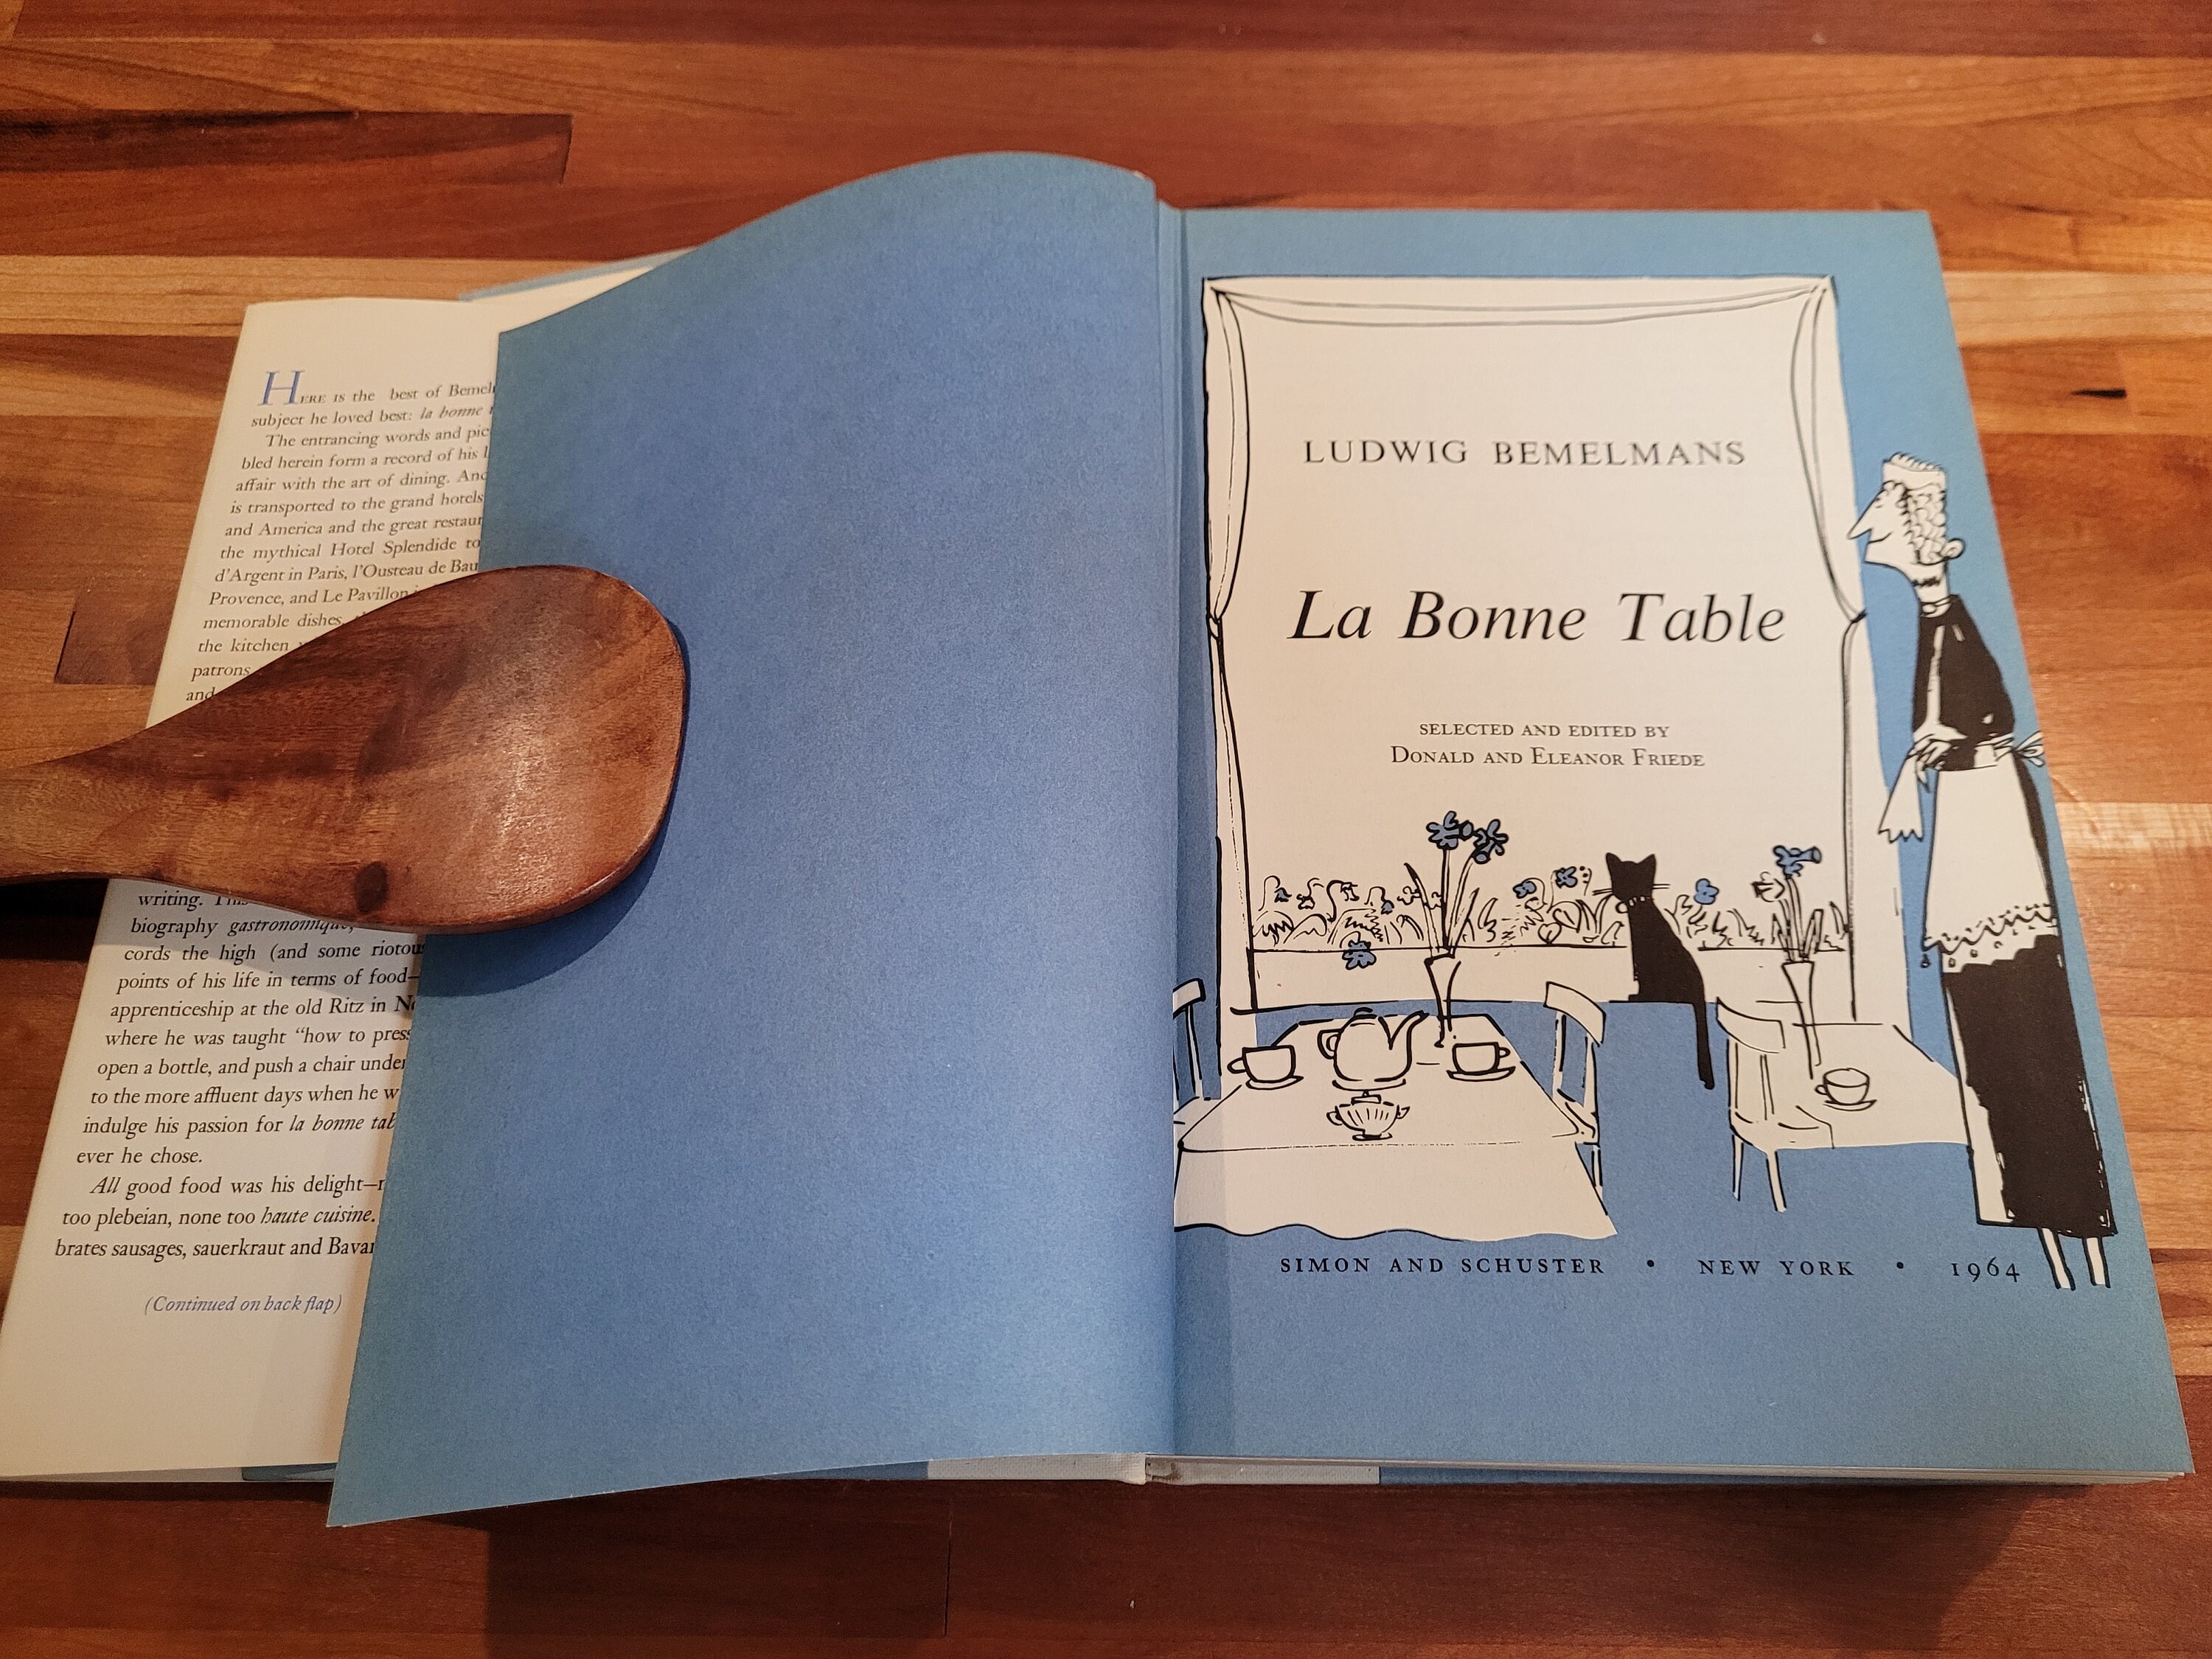 HERE IS the best of
subject he loved best: la bonne
The entrancing words and
bled herein form a record of his
affair with the art of dining. And
is transported to the grand hotels
and America and the great
the mythical Hotel Splendide to
d'Argent in Paris, l'Ousteau de
Provence, and Le Pavillon
memorable dishes,
the kitchen
patrons
and
writing. This
biography gastronomique,
cords the high (and some
points of his life in terms of food—
apprenticeship at the old Ritz in
where he was taught "how to press
open a bottle, and push a chair under
to the more affluent days when he
indulge his passion for la bonne
ever he chose.
All good food was his delight—
too plebeian, none too haute cuisine.
brates sausages, sauerkraut and
(Continued on back flap)
LUDWIG BEMELMANS
La Bonne Table
SELECTED AND EDITED BY
DONALD AND ELEANOR FRIEDE
SIMON AND SCHUSTER • NEW YORK • 1964